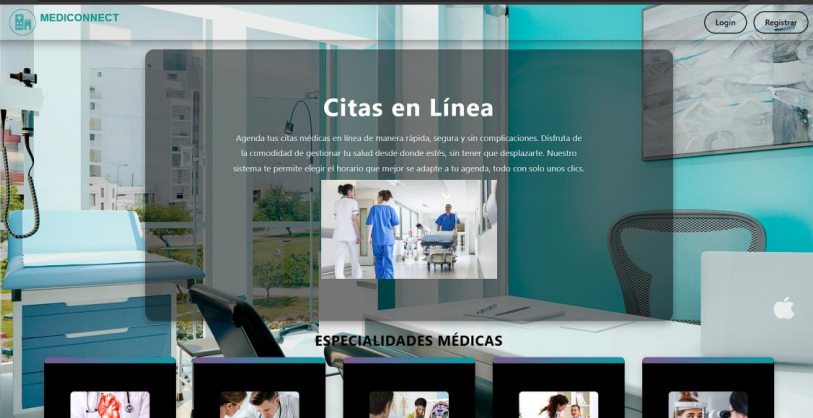 MEDICONNECT
Login
Registrar
Citas en Línea
Agenda tus citas médicas en línea de manera rápida, segura y sin complicaciones. Disfruta de
la comodidad de gestionar tu salud desde donde estés, sin tener que desplazarte. Nuestro
sistema te permite elegir el horario que mejor se adapte a tu agenda, todo con solo unos clics.
ESPECIALIDADES MÉDICAS